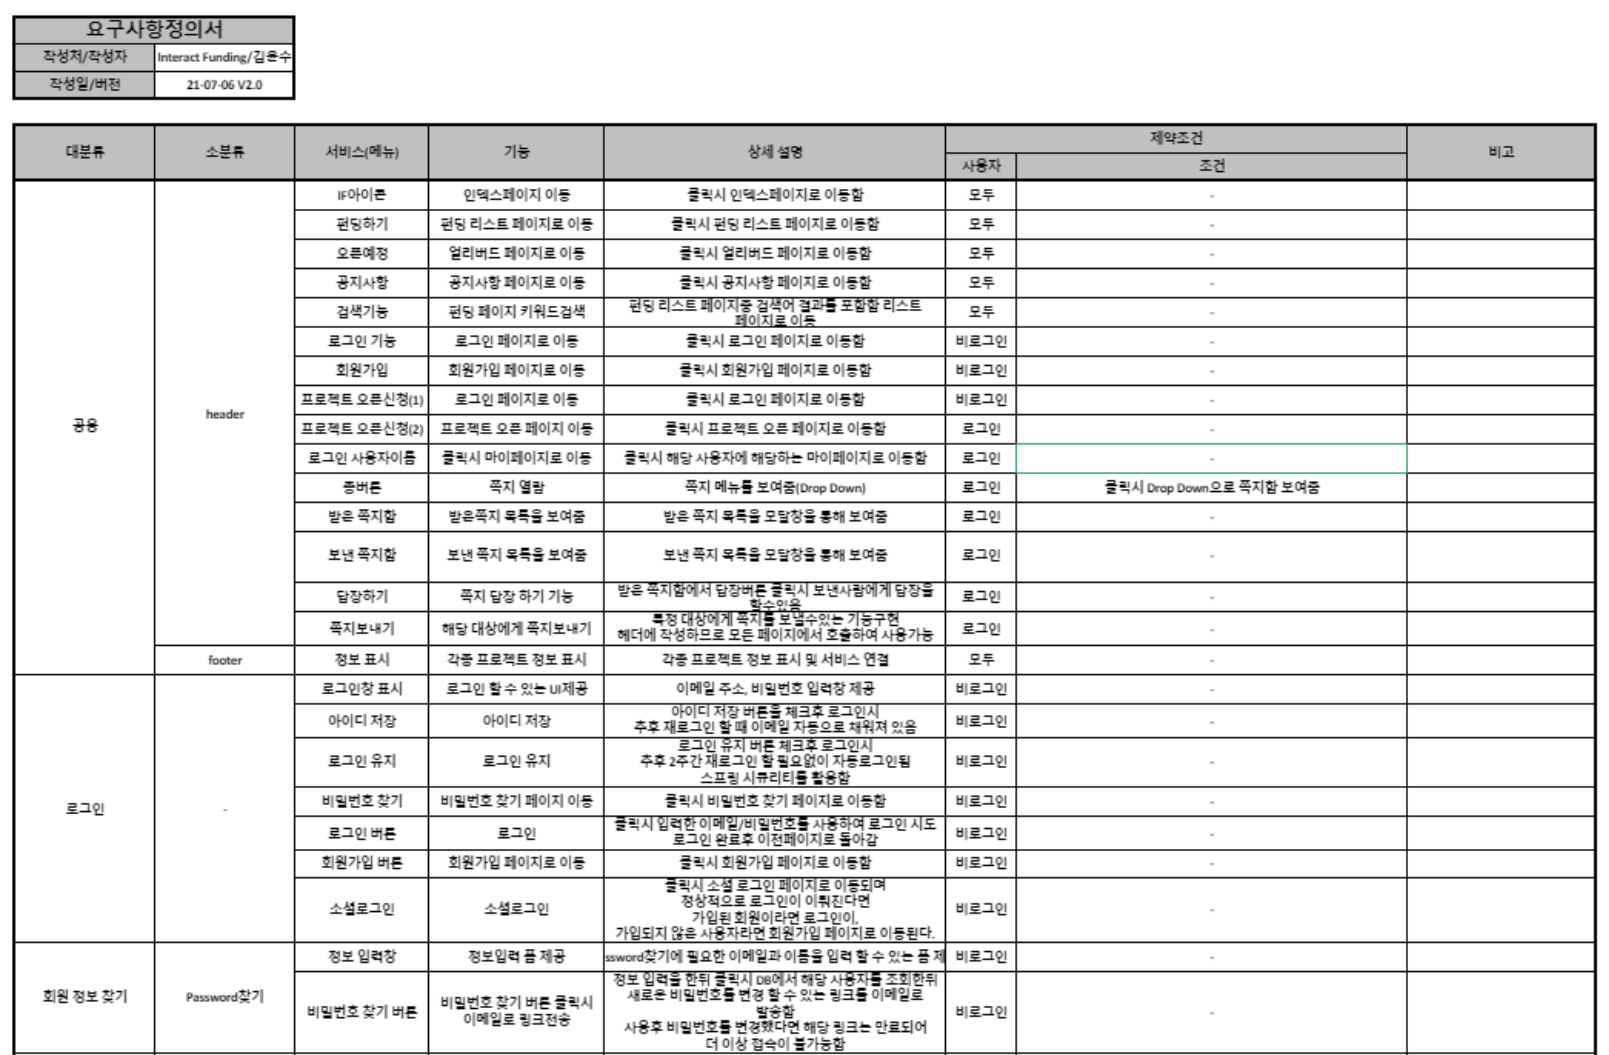 요구사항정의서
작성처/작성자 Interact Funding/김윤수
작성일/버전 21-07-06 V2.0
대분류 소분류 서비스(메뉴) 기능 상세 설명 제약조건 비고
사용자 조건
공용 header IF아이콘 인덱스페이지 이동 클릭시 인덱스페이지로 이동함 모두 -
펀딩하기 펀딩 리스트 페이지로 이동 클릭시 펀딩 리스트 페이지로 이동함 모두 -
오픈예정 얼리버드 페이지로 이동 클릭시 얼리버드 페이지로 이동함 모두 -
공지사항 공지사항 페이지로 이동 클릭시 공지사항 페이지로 이동함 모두 -
검색기능 펀딩 페이지 키워드검색 펀딩 리스트 페이지중 검색어 결과를 포함함 리스트
페이지로 이동 모두 -
로그인 기능 로그인 페이지로 이동 클릭시 로그인 페이지로 이동함 비로그인 -
회원가입 회원가입 페이지로 이동 클릭시 회원가입 페이지로 이동함 비로그인 -
프로젝트 오픈신청(1) 로그인 페이지로 이동 클릭시 로그인 페이지로 이동함 비로그인 -
프로젝트 오픈신청(2) 프로젝트 오픈 페이지 이동 클릭시 프로젝트 오픈 페이지로 이동함 로그인 -
로그인 사용자이름 클릭시 마이페이지로 이동 클릭시 해당 사용자에 해당하는 마이페이지로 이동함 로그인 -
종버튼 쪽지 열람 쪽지 메뉴를 보여줌(Drop Down) 로그인 클릭시 Drop Down으로 쪽지함 보여줌
받은 쪽지함 받은쪽지 목록을 보여줌 받은 쪽지 목록을 모달창을 통해 보여줌 로그인 -
보낸 쪽지함 보낸 쪽지 목록을 보여줌 보낸 쪽지 목록을 모달창을 통해 보여줌 로그인 -
답장하기 쪽지 답장 하기 기능 받은 쪽지함에서 답장버튼 클릭시 보낸사람에게 답장을
할수있음 로그인 -
쪽지보내기 해당 대상에게 쪽지보내기 특정 대상에게 쪽지를 보낼수있는 기능구현
헤더에 작성하므로 모든 페이지에서 호출하여 사용가능 로그인 -
footer 정보 표시 각종 프로젝트 정보 표시 각종 프로젝트 정보 표시 및 서비스 연결 모두 -
로그인 - 로그인창 표시 로그인 할 수 있는 UI제공 이메일 주소, 비밀번호 입력창 제공 비로그인 -
아이디 저장 아이디 저장 아이디 저장 버튼을 체크후 로그인시
추후 재로그인 할 때 이메일 자동으로 채워져 있음 비로그인 -
로그인 유지 로그인 유지 로그인 유지 버튼 체크후 로그인시
추후 2주간 재로그인 할 필요없이 자동로그인됨
스프링 시큐리티를 활용함 비로그인 -
비밀번호 찾기 비밀번호 찾기 페이지 이동 클릭시 비밀번호 찾기 페이지로 이동함 비로그인 -
로그인 버튼 로그인 클릭시 입력한 이메일/비밀번호를 사용하여 로그인 시도
로그인 완료후 이전페이지로 돌아감 비로그인 -
회원가입 버튼 회원가입 페이지로 이동 클릭시 회원가입 페이지로 이동함 비로그인 -
소셜로그인 소셜로그인 클릭시 소셜 로그인 페이지로 이동되며
정상적으로 로그인이 이뤄진다면
가입된 회원이라면 로그인이,
가입되지 않은 사용자라면 회원가입 페이지로 이동된다. 비로그인 -
회원 정보 찾기 Password찾기 정보 입력창 정보입력 폼 제공 ssword찾기에 필요한 이메일과 이름을 입력 할 수 있는 폼 제 비로그인 -
비밀번호 찾기 버튼 비밀번호 찾기 버튼 클릭시
이메일로 링크전송 정보 입력을 한뒤 클릭시 DB에서 해당 사용자를 조회한뒤
새로운 비밀번호를 변경 할 수 있는 링크를 이메일로
발송함
사용후 비밀번호를 변경했다면 해당 링크는 만료되어
더 이상 접속이 불가능함 비로그인 -